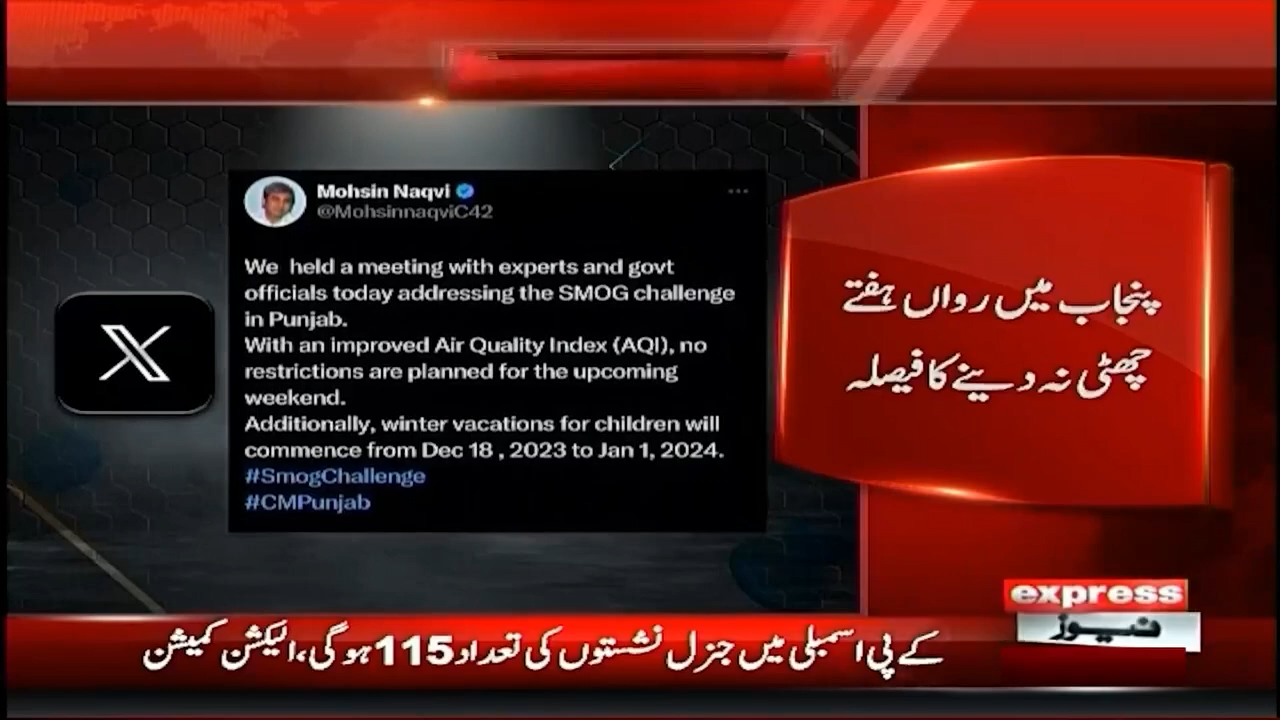 Mohsin Naqvi
@MohsinnaqviC42
We held a meeting with experts and govt
officials today addressing the SMOG challenge
in Punjab.
With an improved Air Quality Index (AQI), no
restrictions are planned for the upcoming
weekend.
Additionally, winter vacations for children will
commence from Dec 18 , 2023 to Jan 1, 2024.
#SmogChallenge
#CMPunjab
X
پنجاب میں رواں ہفتے
چھٹی نہ دینے کا فیصلہ
express
نیوز
کے پی اسمبلی میں جنرل نشستوں کی تعداد 115 ہوگی، الیکشن کمیشن